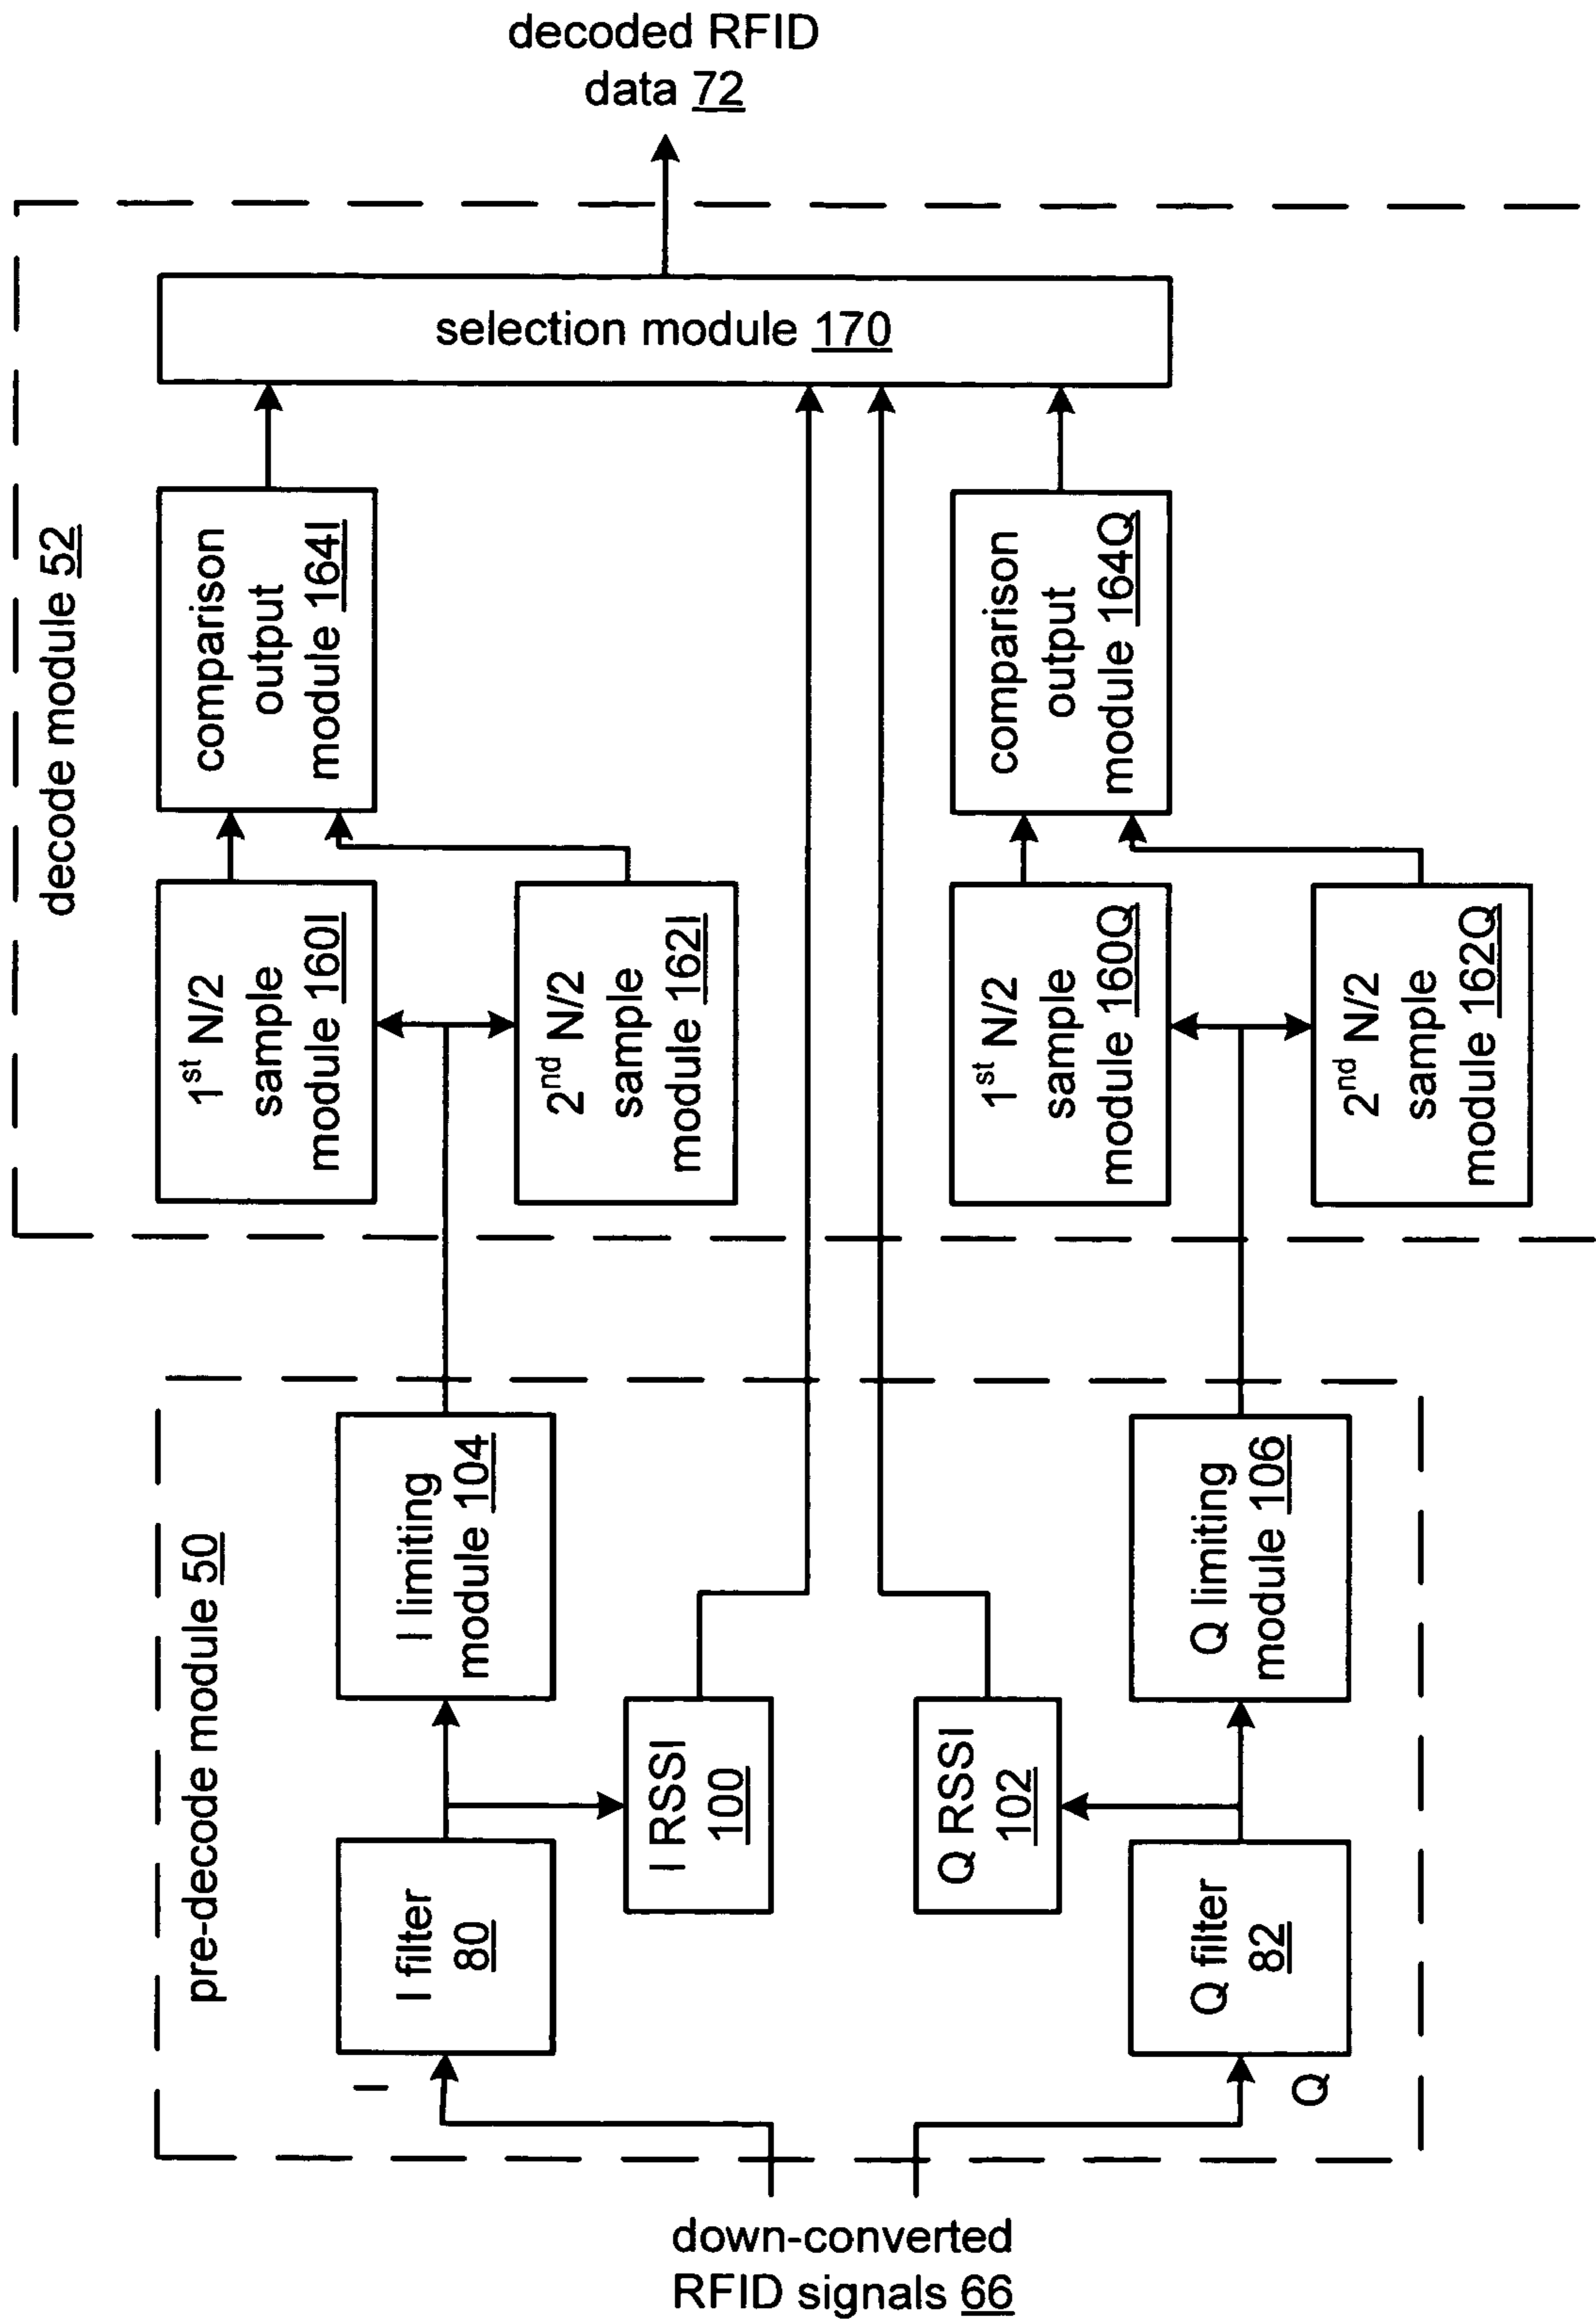 decoded RFID
data 72
decode module 52
selection module 170
comparison
output
module 164I
comparison
output
module 164Q
1st N/2
sample
module 160I
2nd N/2
sample
module 162I
1st N/2
sample
module 160Q
2nd N/2
sample
module 162Q
pre-decode module 50
I limiting
module 104
Q limiting
module 106
I RSSI
100
Q RSSI
102
I filter
80
Q filter
82
I
Q
down-converted
RFID signals 66